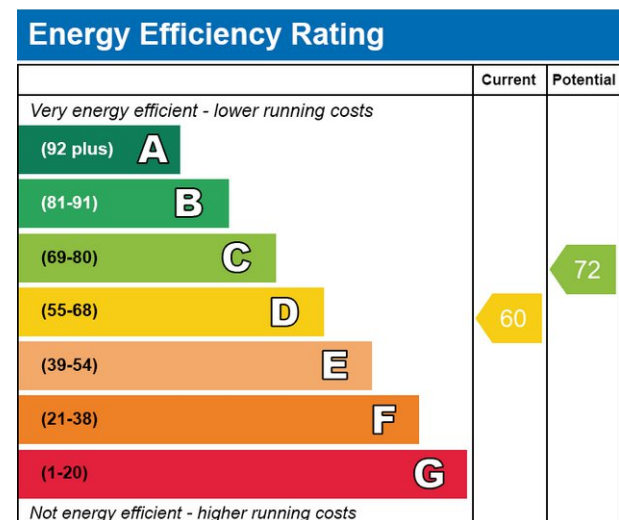 Energy Efficiency Rating
Current Potential
Very energy efficient - lower running costs
(92 plus) A
(81-91) B
(69-80) C
72
(55-68) D
60
(39-54) E
(21-38) F
(1-20) G
Not energy efficient - higher running costs